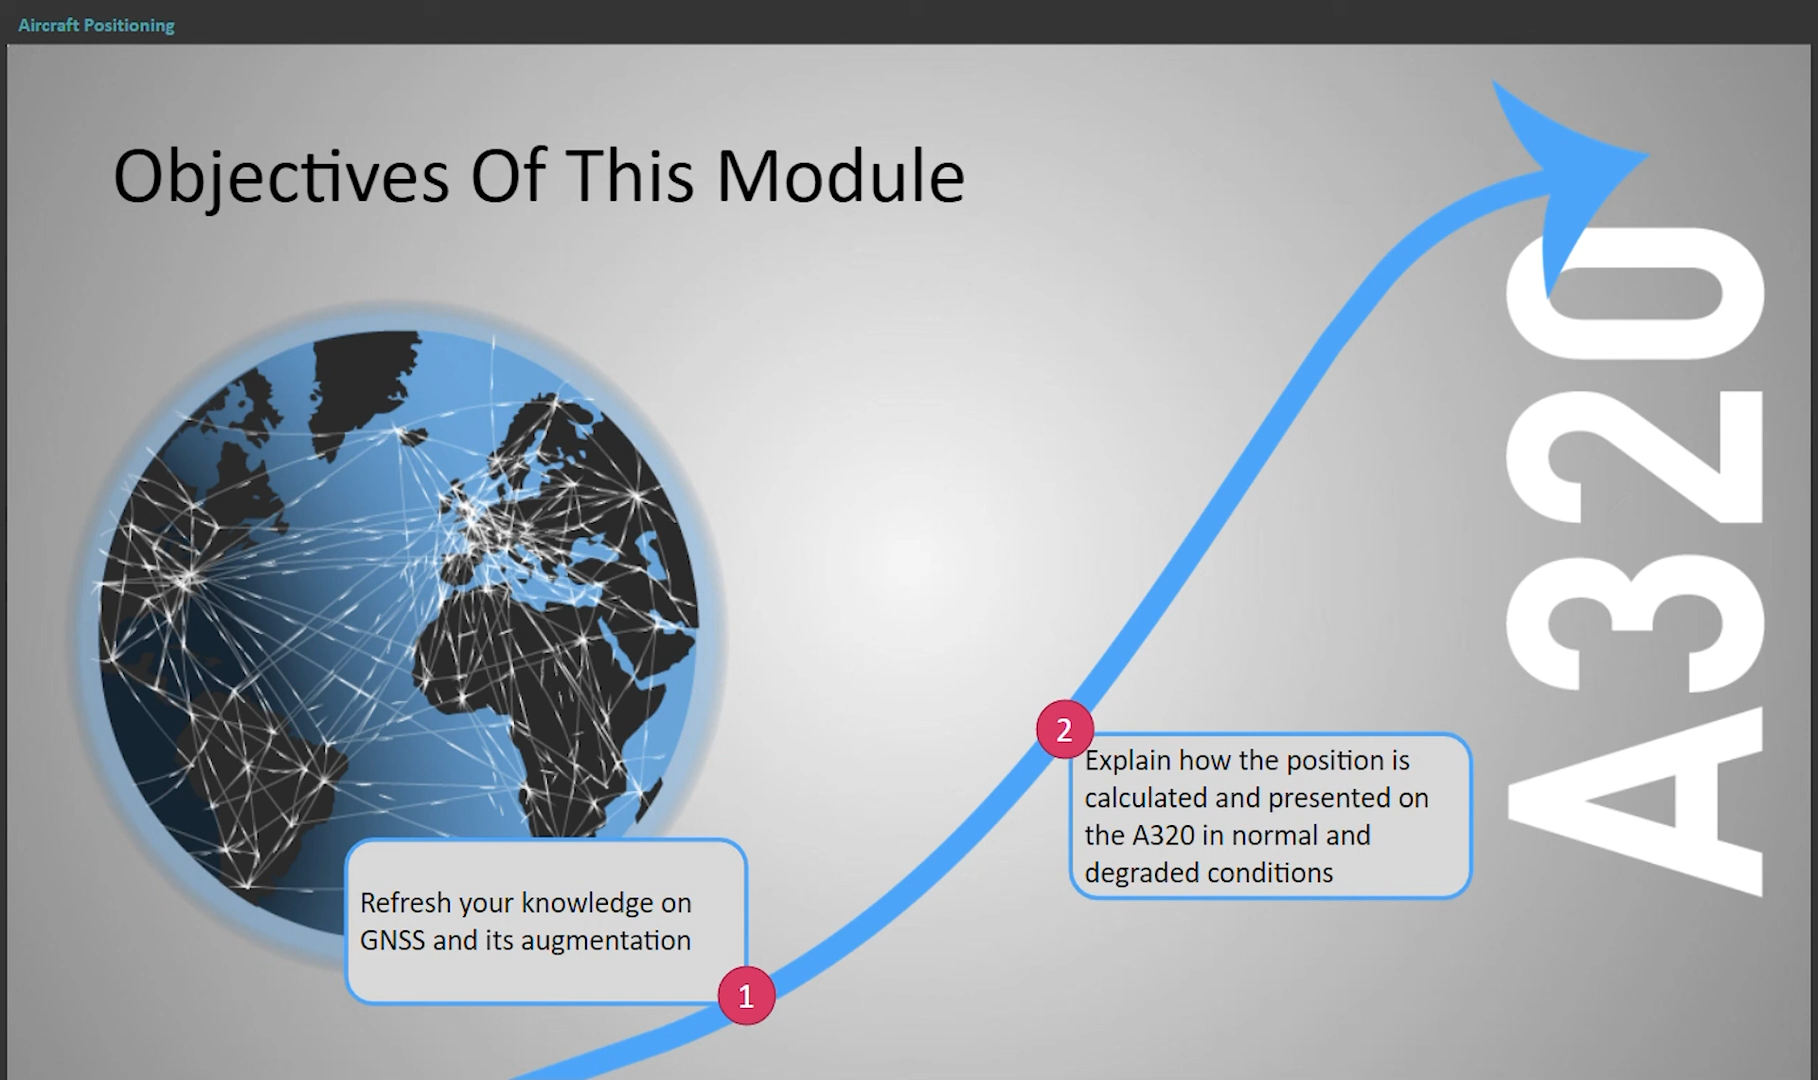 Aircraft Positioning
Objectives Of This Module
Refresh your knowledge on
GNSS and its augmentation
1
2
Explain how the position is
calculated and presented on
the A320 in normal and
degraded conditions
A320